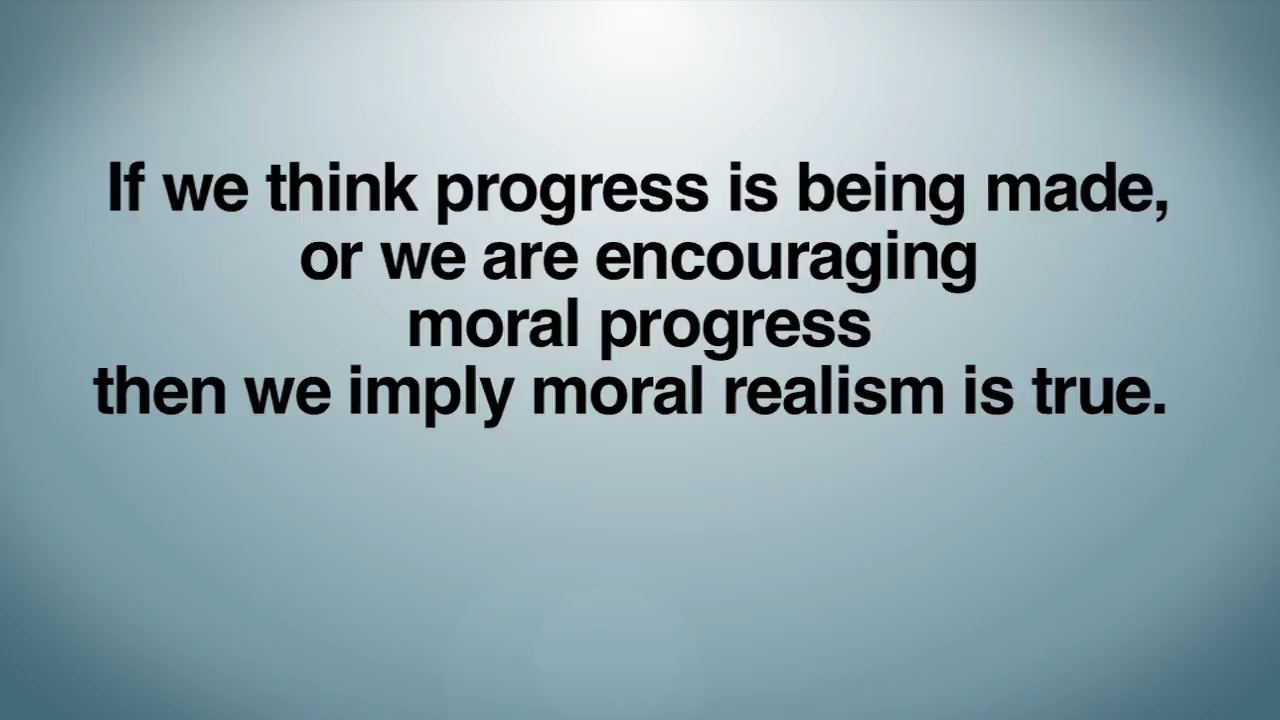 If we think progress is being made,
or we are encouraging
moral progress
then we imply moral realism is true.